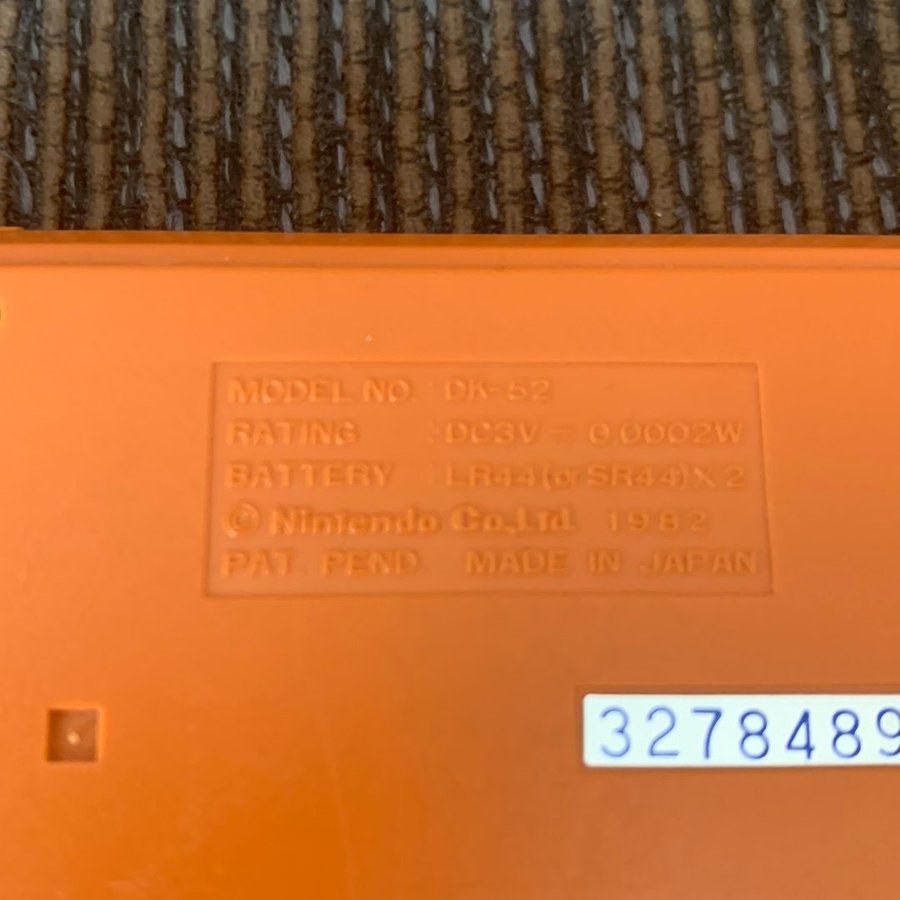 MODEL NO. : DK-52
RATING : DC3V = 0.0002W
BATTERY : LR44(or SR44)X2
© Nintendo Co.,Ltd. 1982
PAT. PEND. MADE IN JAPAN
3278489